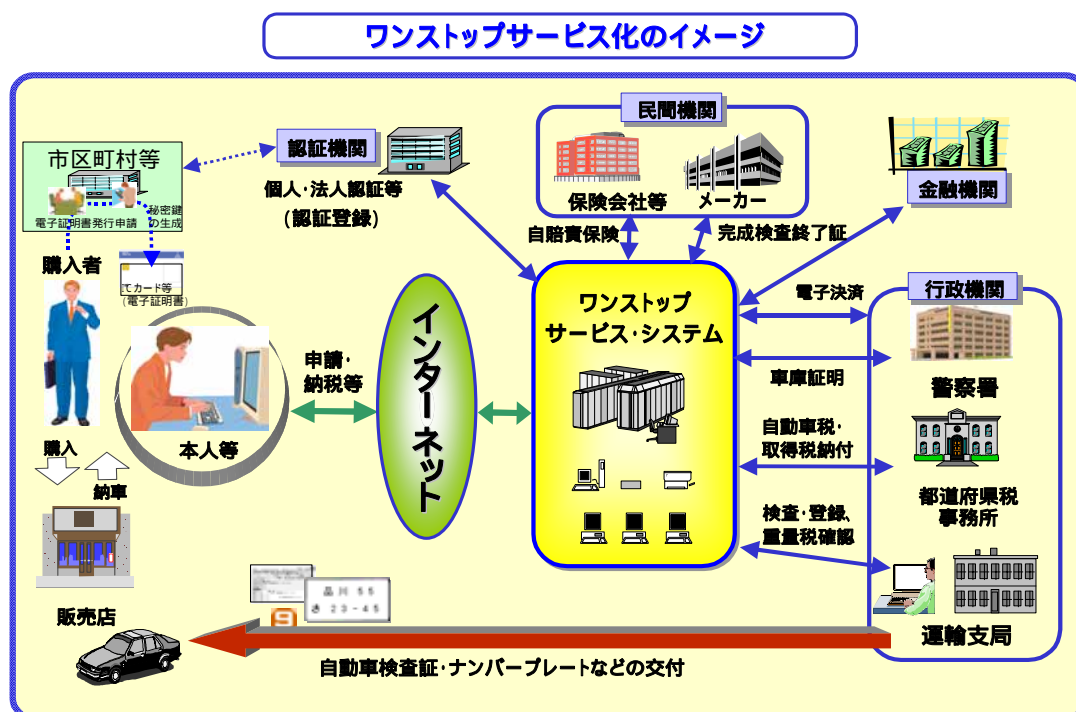 ワンストップサービス化のイメージ
民間機関
認証機関
市区町村等
個人・法人認証等
(認証登録)
保険会社等
メーカー
金融機関
電子証明書発行申請
秘密鍵
の生成
自賠責保険
完成検査終了証
購入者
てカード等
(電子証明書)
電子決済
行政機関
ワンストップ
サービス・システム
インターネット
申請・
納税等
車庫証明
警察署
本人等
自動車税・
取得税納付
購入
納車
都道府県税
事務所
検査・登録、
重量税確認
品川 55
き 23-45
9
販売店
運輸支局
自動車検査証・ナンバープレートなどの交付